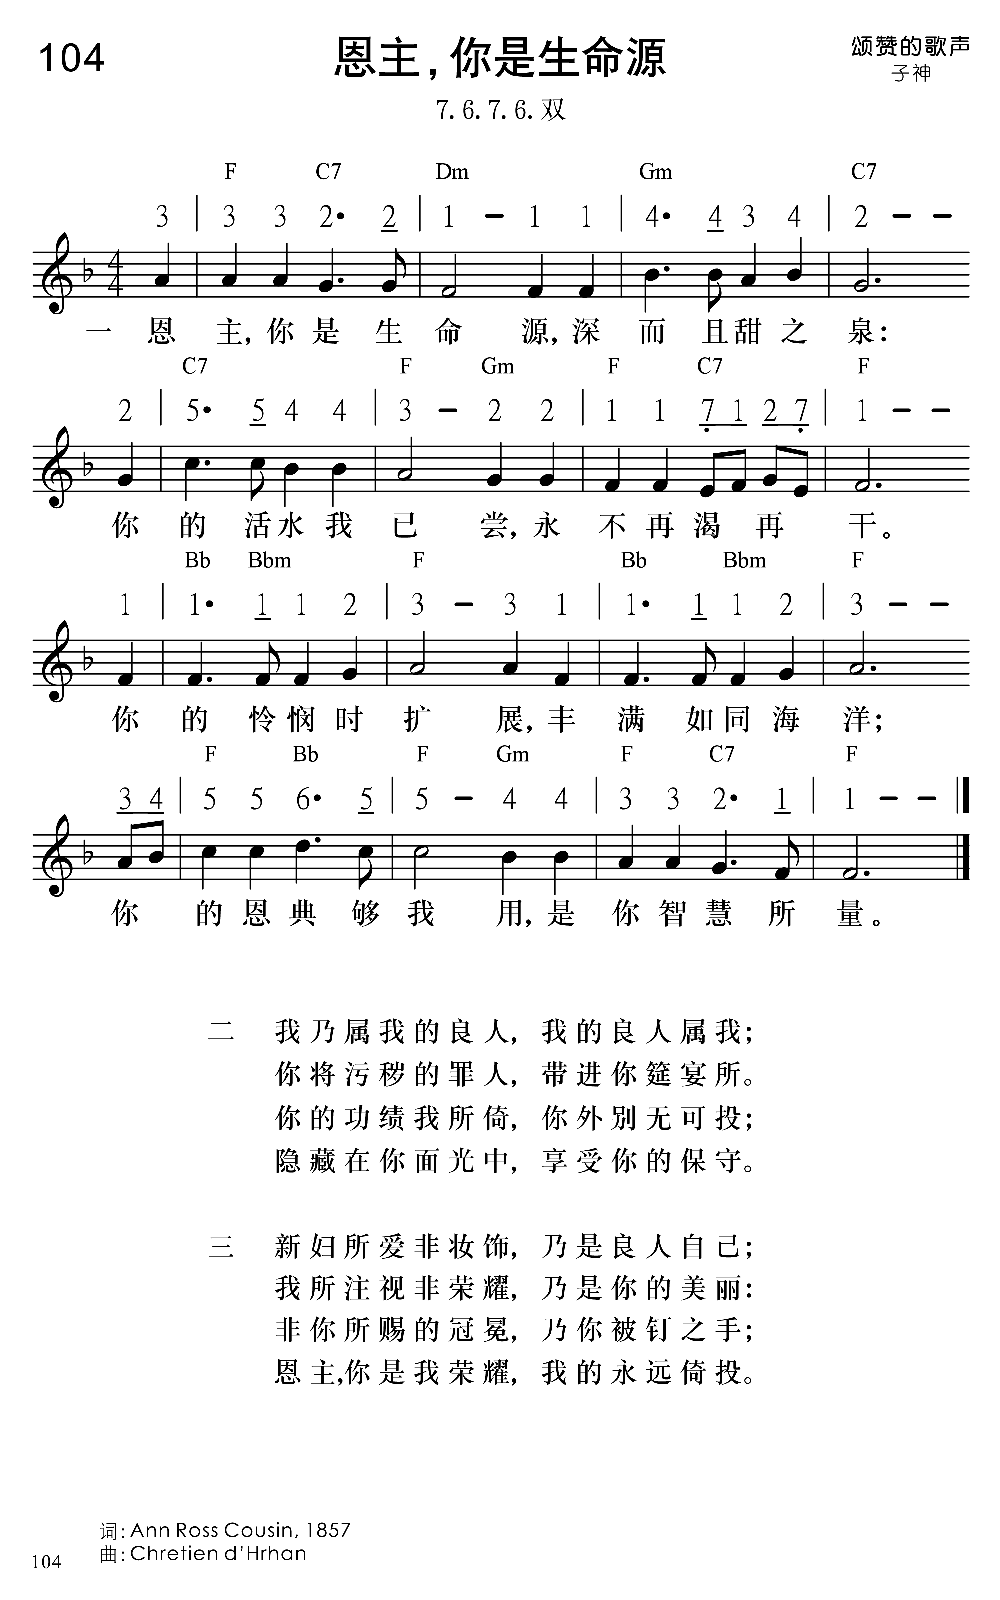 104
恩主，你是生命源
颂赞的歌声
子神
7. 6. 7. 6. 双
F C7 Dm Gm C7
3 | 3 3 2· 2 | 1 — 1 1 | 4· 4 3 4 | 2 — —
4
4
一 恩 主, 你 是 生 命 源, 深 而 且 甜 之 泉:
C7 F Gm F C7 F
2 | 5· 5 4 4 | 3 — 2 2 | 1 1 7 1 2 7 | 1 — —
你 的 活 水 我 已 尝, 永 不 再 渴 再 干。
Bb Bbm F Bb Bbm F
1 | 1· 1 1 2 | 3 — 3 1 | 1· 1 1 2 | 3 — —
你 的 怜 悯 时 扩 展, 丰 满 如 同 海 洋;
F Bb F Gm F C7 F
3 4 | 5 5 6· 5 | 5 — 4 4 | 3 3 2· 1 | 1 — —
你 的 恩 典 够 我 用, 是 你 智 慧 所 量。
二 我乃属我的良人, 我的良人属我;
你将污秽的罪人, 带进你筵宴所。
你的功绩我所倚, 你外别无可投;
隐藏在你面光中, 享受你的保守。
三 新妇所爱非妆饰, 乃是良人自己;
我所注视非荣耀, 乃是你的美丽:
非你所赐的冠冕, 乃你被钉之手;
恩主,你是我荣耀, 我的永远倚投。
词: Ann Ross Cousin, 1857
曲: Chretien d'Hrhan
104